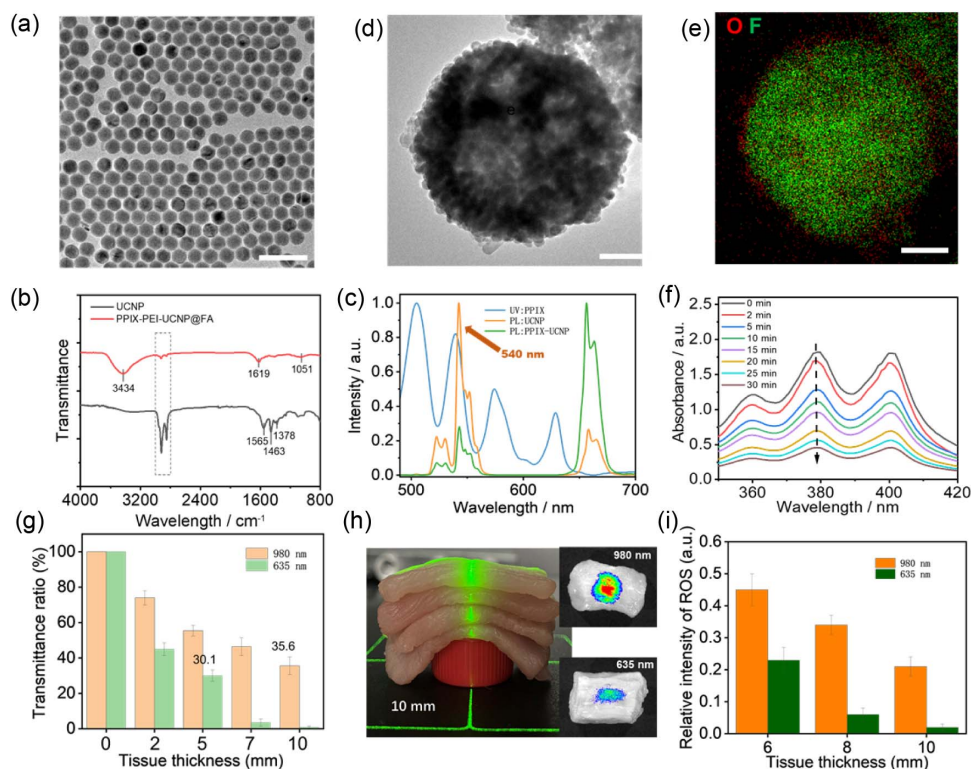 (a)
(d)
e
(e)
O F
(b)
UCNP
PPIX-PEI-UCNP@FA
Transmittance
3434
1619
1051
1565
1463
1378
4000 3200 2400 1600 800
Wavelength / cm⁻¹
(c)
UV:PPIX
PL:UCNP
PL:PPIX-UCNP
540 nm
Intensity / a.u.
1.0
0.8
0.6
0.4
0.2
0.0
500 550 600 650 700
Wavelength / nm
(f)
0 min
2 min
5 min
10 min
15 min
20 min
25 min
30 min
Absorbance / a.u.
2.5
2.0
1.5
1.0
0.5
0.0
360 380 400 420
Wavelength / nm
(g)
980 nm
635 nm
Transmittance ratio (%)
100
80
60
40
20
0
30.1
35.6
0 2 5 7 10
Tissue thickness (mm)
(h)
10 mm
980 nm
635 nm
(i)
980 nm
635 nm
Relative intensity of ROS (a.u.)
0.6
0.5
0.4
0.3
0.2
0.1
0.0
6 8 10
Tissue thickness (mm)